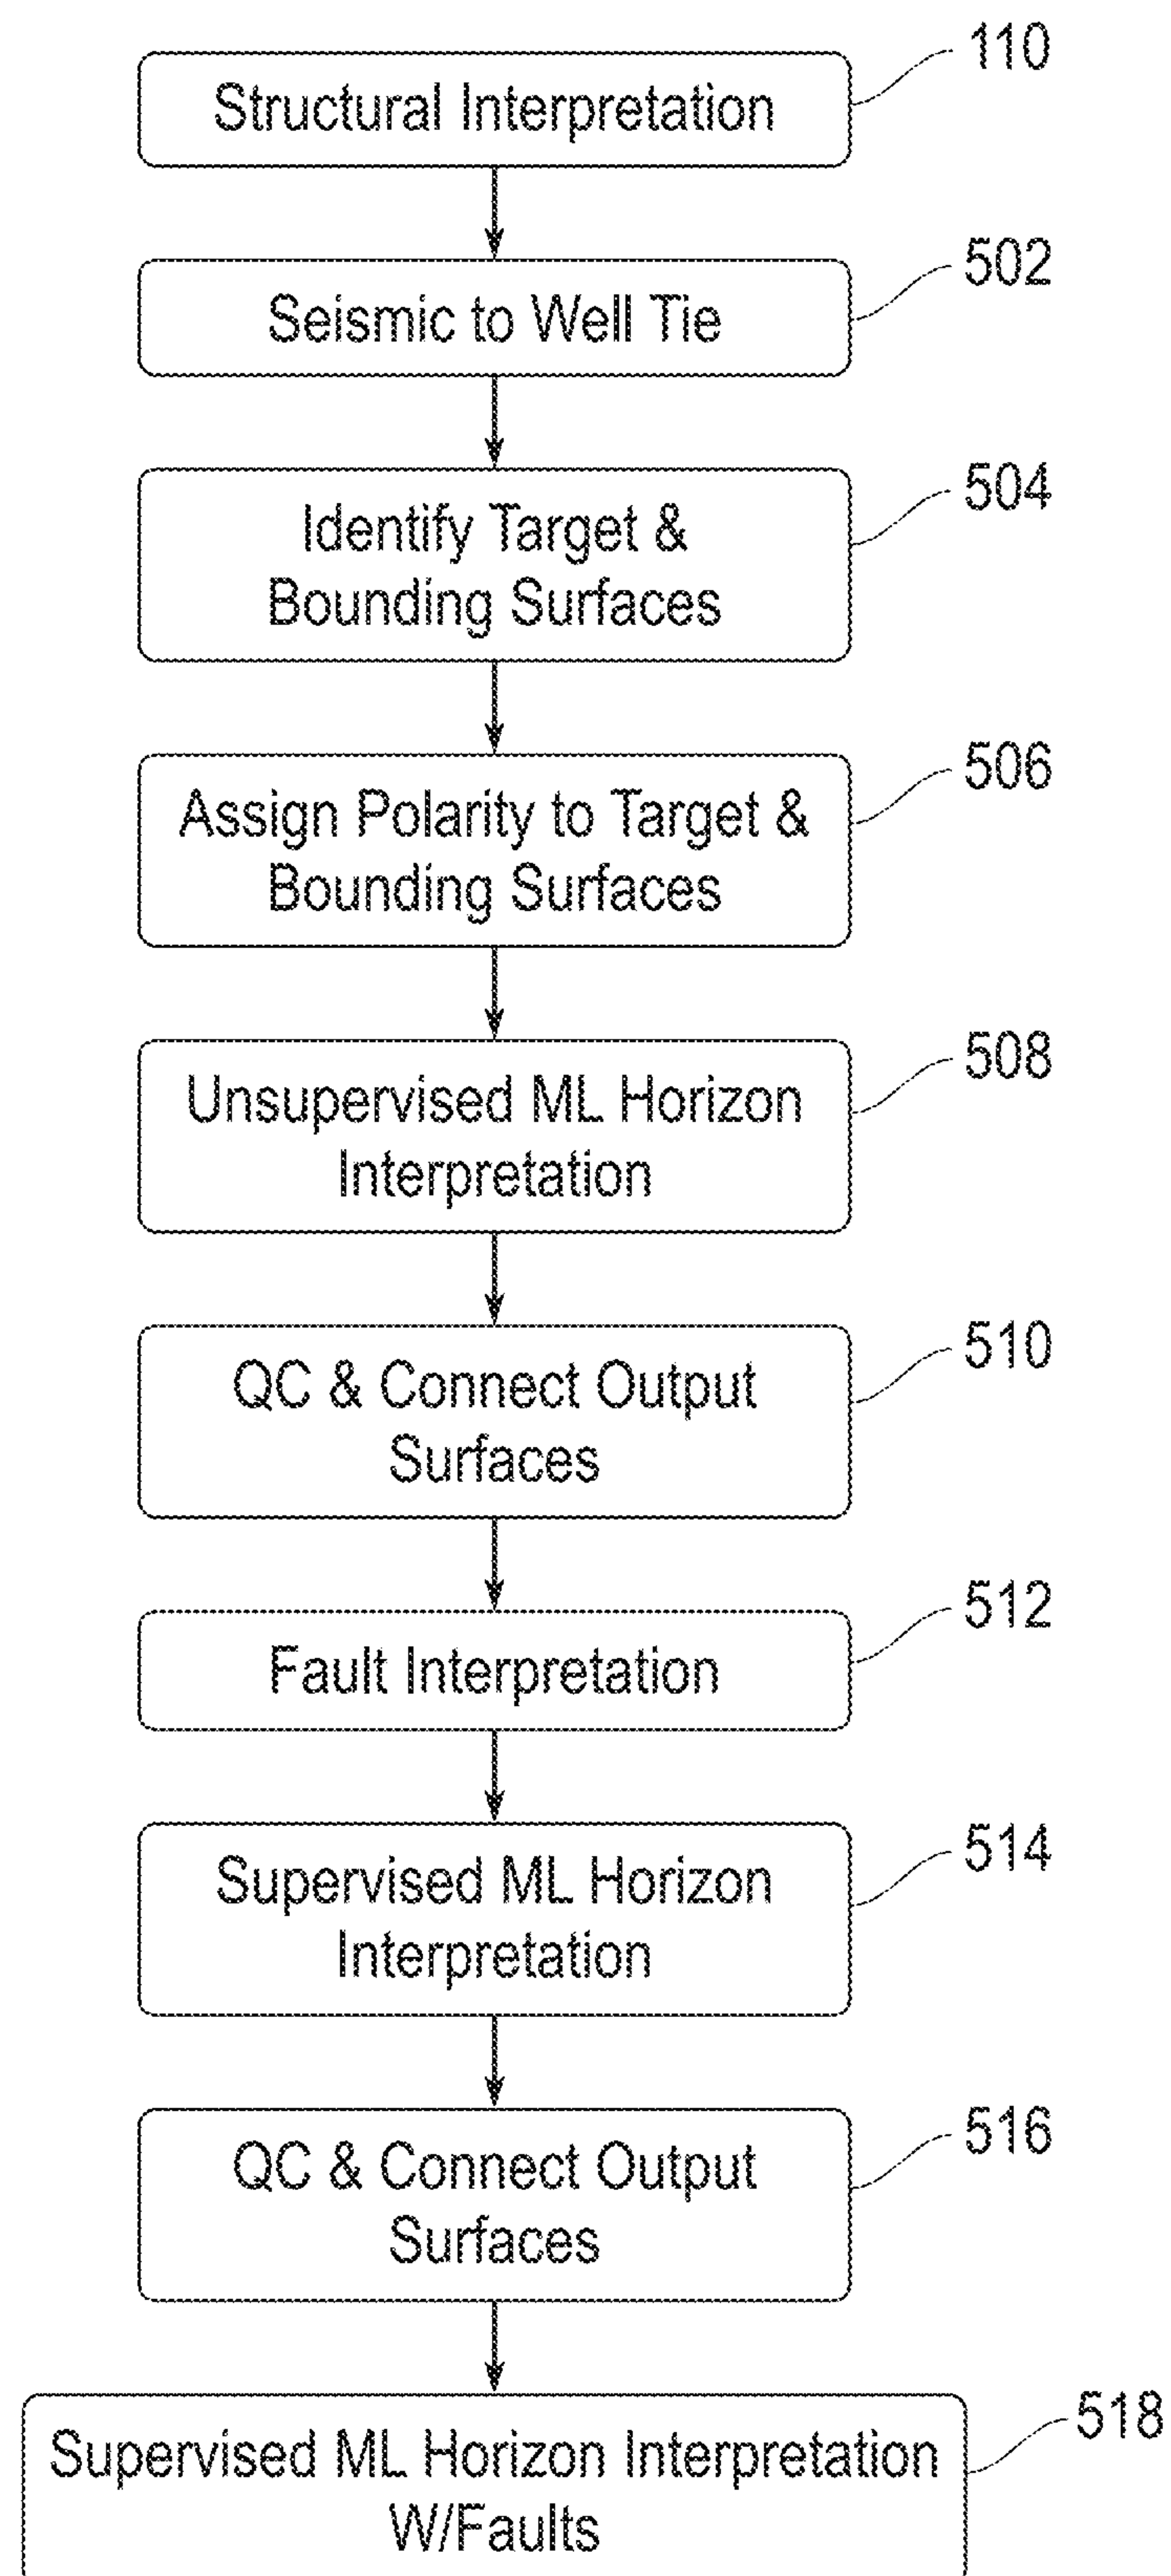 110
Structural Interpretation
502
Seismic to Well Tie
504
Identify Target &
Bounding Surfaces
506
Assign Polarity to Target &
Bounding Surfaces
508
Unsupervised ML Horizon
Interpretation
510
QC & Connect Output
Surfaces
512
Fault Interpretation
514
Supervised ML Horizon
Interpretation
516
QC & Connect Output
Surfaces
518
Supervised ML Horizon Interpretation
W/Faults